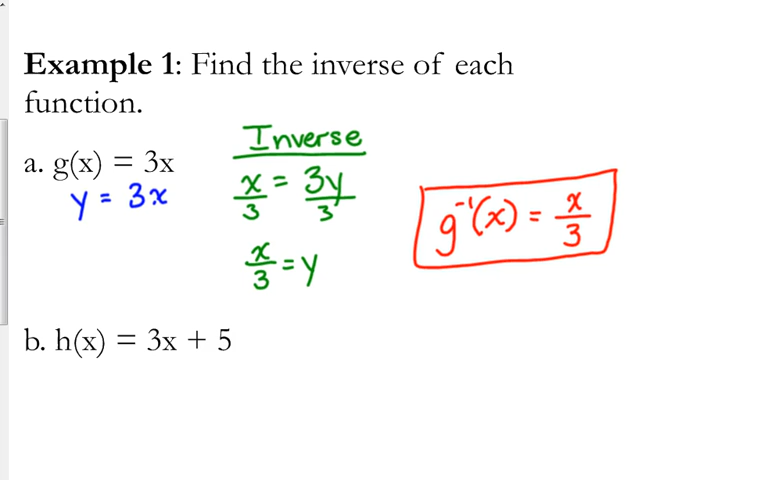 Example 1: Find the inverse of each
function.
a. g(x) = 3x
y = 3x
Inverse
x/3 = 3y/3
x/3 = y
g⁻¹(x) = x/3
b. h(x) = 3x + 5